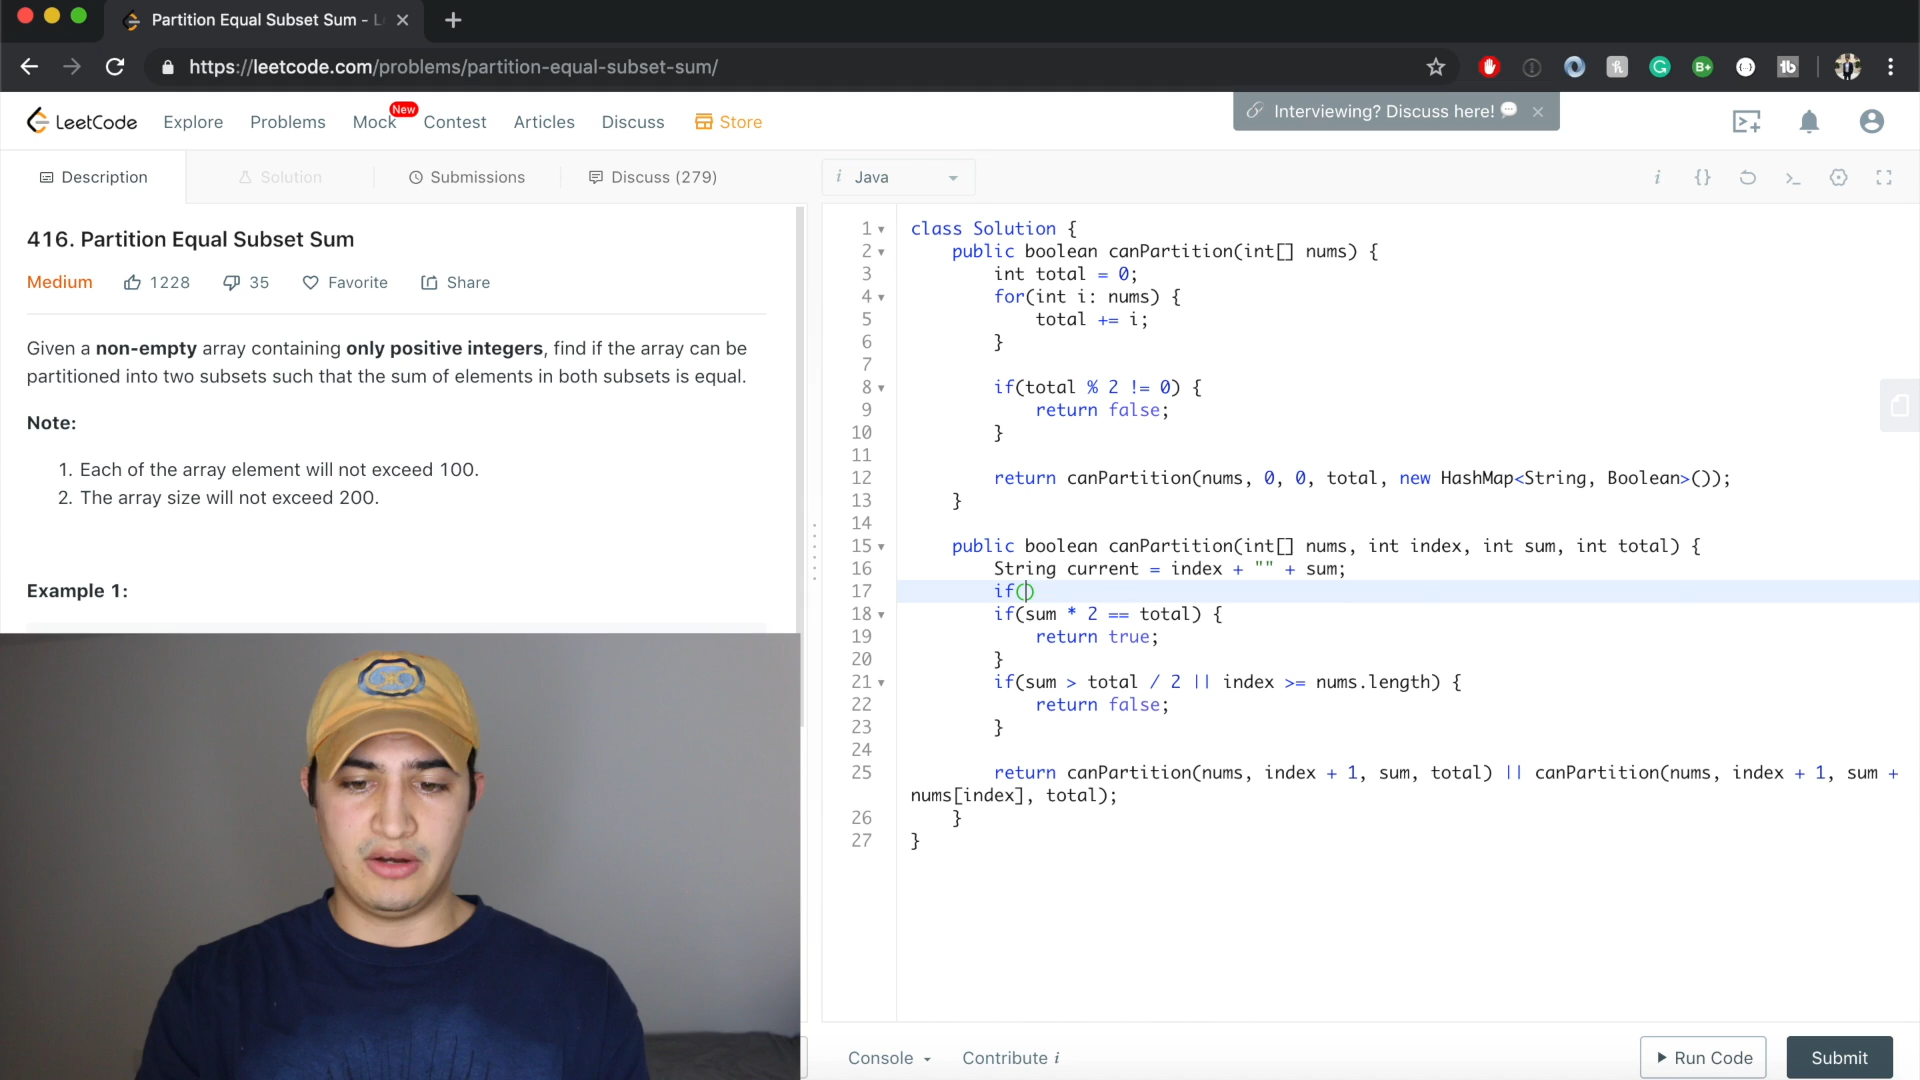 Partition Equal Subset Sum - L
https://leetcode.com/problems/partition-equal-subset-sum/
LeetCode Explore Problems Mock New Contest Articles Discuss Store
Interviewing? Discuss here!
Description Solution Submissions Discuss (279)
i Java
416. Partition Equal Subset Sum
Medium 1228 35 Favorite Share
Given a non-empty array containing only positive integers, find if the array can be
partitioned into two subsets such that the sum of elements in both subsets is equal.
Note:
1. Each of the array element will not exceed 100.
2. The array size will not exceed 200.
Example 1:
1 class Solution {
2 public boolean canPartition(int[] nums) {
3 int total = 0;
4 for(int i: nums) {
5 total += i;
6 }
7
8 if(total % 2 != 0) {
9 return false;
10 }
11
12 return canPartition(nums, 0, 0, total, new HashMap<String, Boolean>());
13 }
14
15 public boolean canPartition(int[] nums, int index, int sum, int total) {
16 String current = index + "" + sum;
17 if()
18 if(sum * 2 == total) {
19 return true;
20 }
21 if(sum > total / 2 || index >= nums.length) {
22 return false;
23 }
24
25 return canPartition(nums, index + 1, sum, total) || canPartition(nums, index + 1, sum +
nums[index], total);
26 }
27 }
Console Contribute i
Run Code Submit